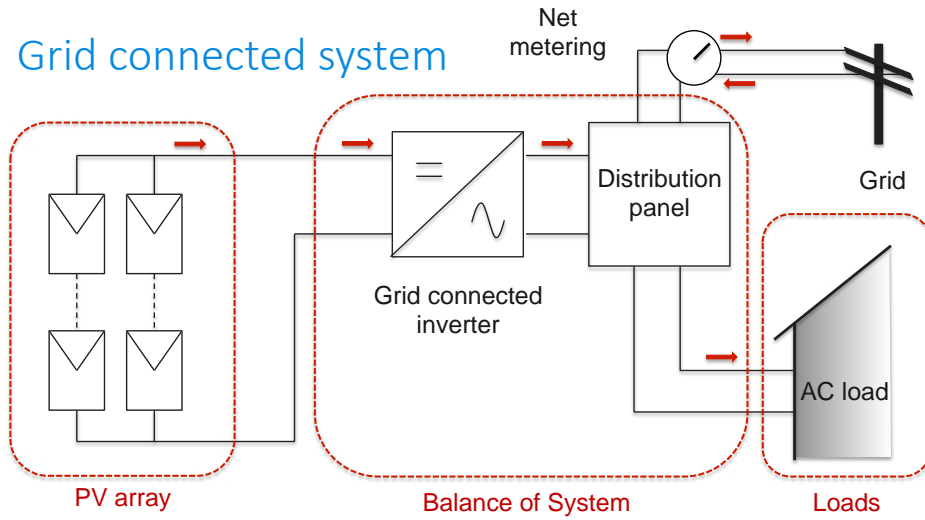 Grid connected system
Net
metering
Distribution
panel
Grid
Grid connected
inverter
AC load
PV array
Balance of System
Loads